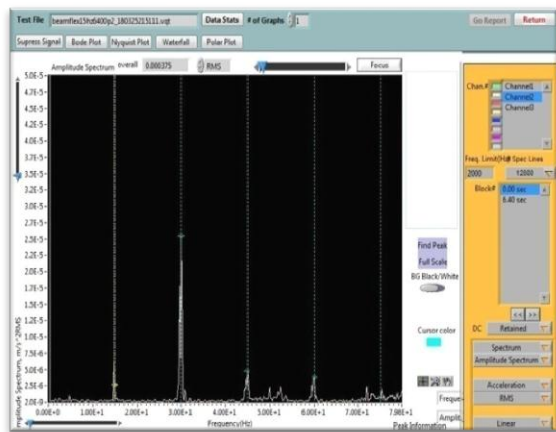 Test File beamflex15hz6400p2_180325215111.wqt Data Stats # of Graphs 1 Go Report Return
Supress Signal Bode Plot Nyquist Plot Waterfall Polar Plot
Amplitude Spectrum overall 0.000375 RMS Focus
5.0E-5
4.7E-5
4.5E-5
4.2E-5
4.0E-5
3.7E-5
3.5E-5
3.2E-5
3.0E-5
2.7E-5
2.5E-5
2.2E-5
2.0E-5
1.7E-5
1.5E-5
1.2E-5
1.0E-5
7.5E-6
5.0E-6
2.5E-6
0.0E+0
0.00E+0 1.00E+1 2.00E+1 3.00E+1 4.00E+1 5.00E+1 6.00E+1 7.98E+1
Frequency(Hz)
Amplitude Spectrum, m/s^2RMS
Find Peak
Full Scale
BG Black/White
Cursor color
Freque
Amplit
Peak Information
Chan.# Channel1
Channel2
Channel3
Freq. Limit(Hz) # Spec Lines
2000 12800
Block# 0.00 sec
6.40 sec
<< >>
DC Retained
Spectrum
Amplitude Spectrum
Acceleration
RMS
Linear